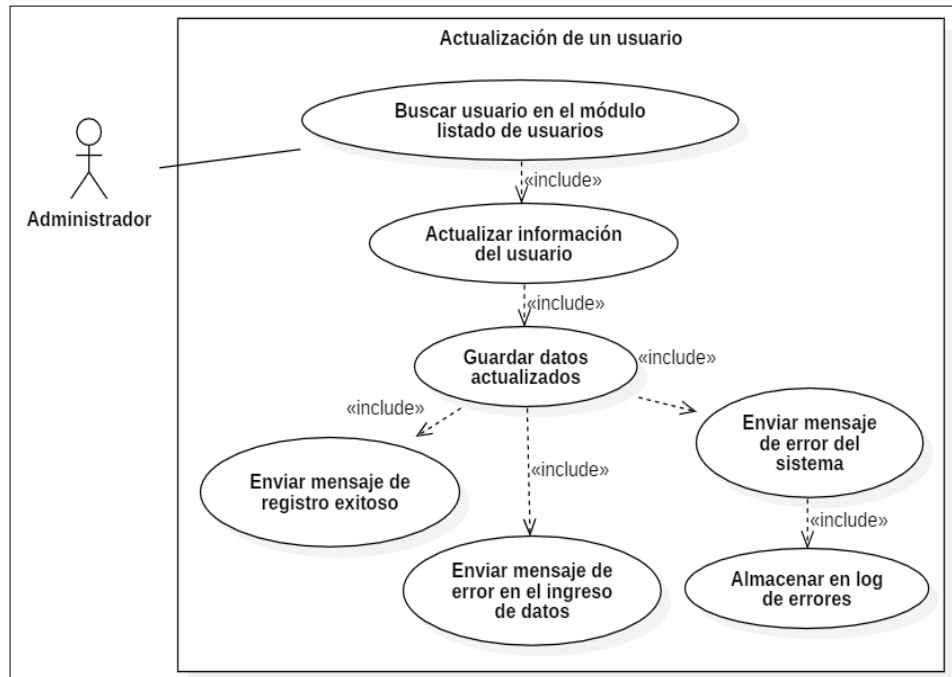 Actualización de un usuario
Buscar usuario en el módulo
listado de usuarios
Administrador
«include»
Actualizar información
del usuario
«include»
Guardar datos
actualizados
«include»
«include»
Enviar mensaje
de error del
sistema
Enviar mensaje de
registro exitoso
«include»
«include»
Enviar mensaje de
error en el ingreso
de datos
Almacenar en log
de errores